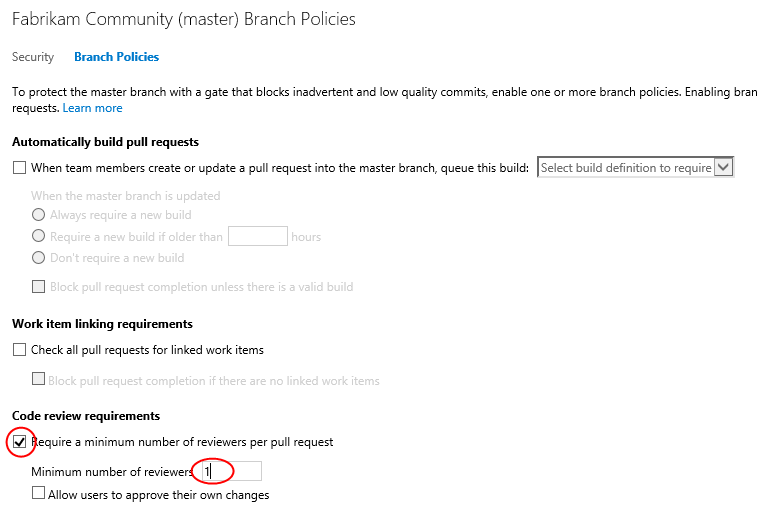 Fabrikam Community (master) Branch Policies
Security Branch Policies
To protect the master branch with a gate that blocks inadvertent and low quality commits, enable one or more branch policies. Enabling bran
requests. Learn more
Automatically build pull requests
When team members create or update a pull request into the master branch, queue this build: Select build definition to require
When the master branch is updated
Always require a new build
Require a new build if older than hours
Don't require a new build
Block pull request completion unless there is a valid build
Work item linking requirements
Check all pull requests for linked work items
Block pull request completion if there are no linked work items
Code review requirements
Require a minimum number of reviewers per pull request
Minimum number of reviewers 1
Allow users to approve their own changes